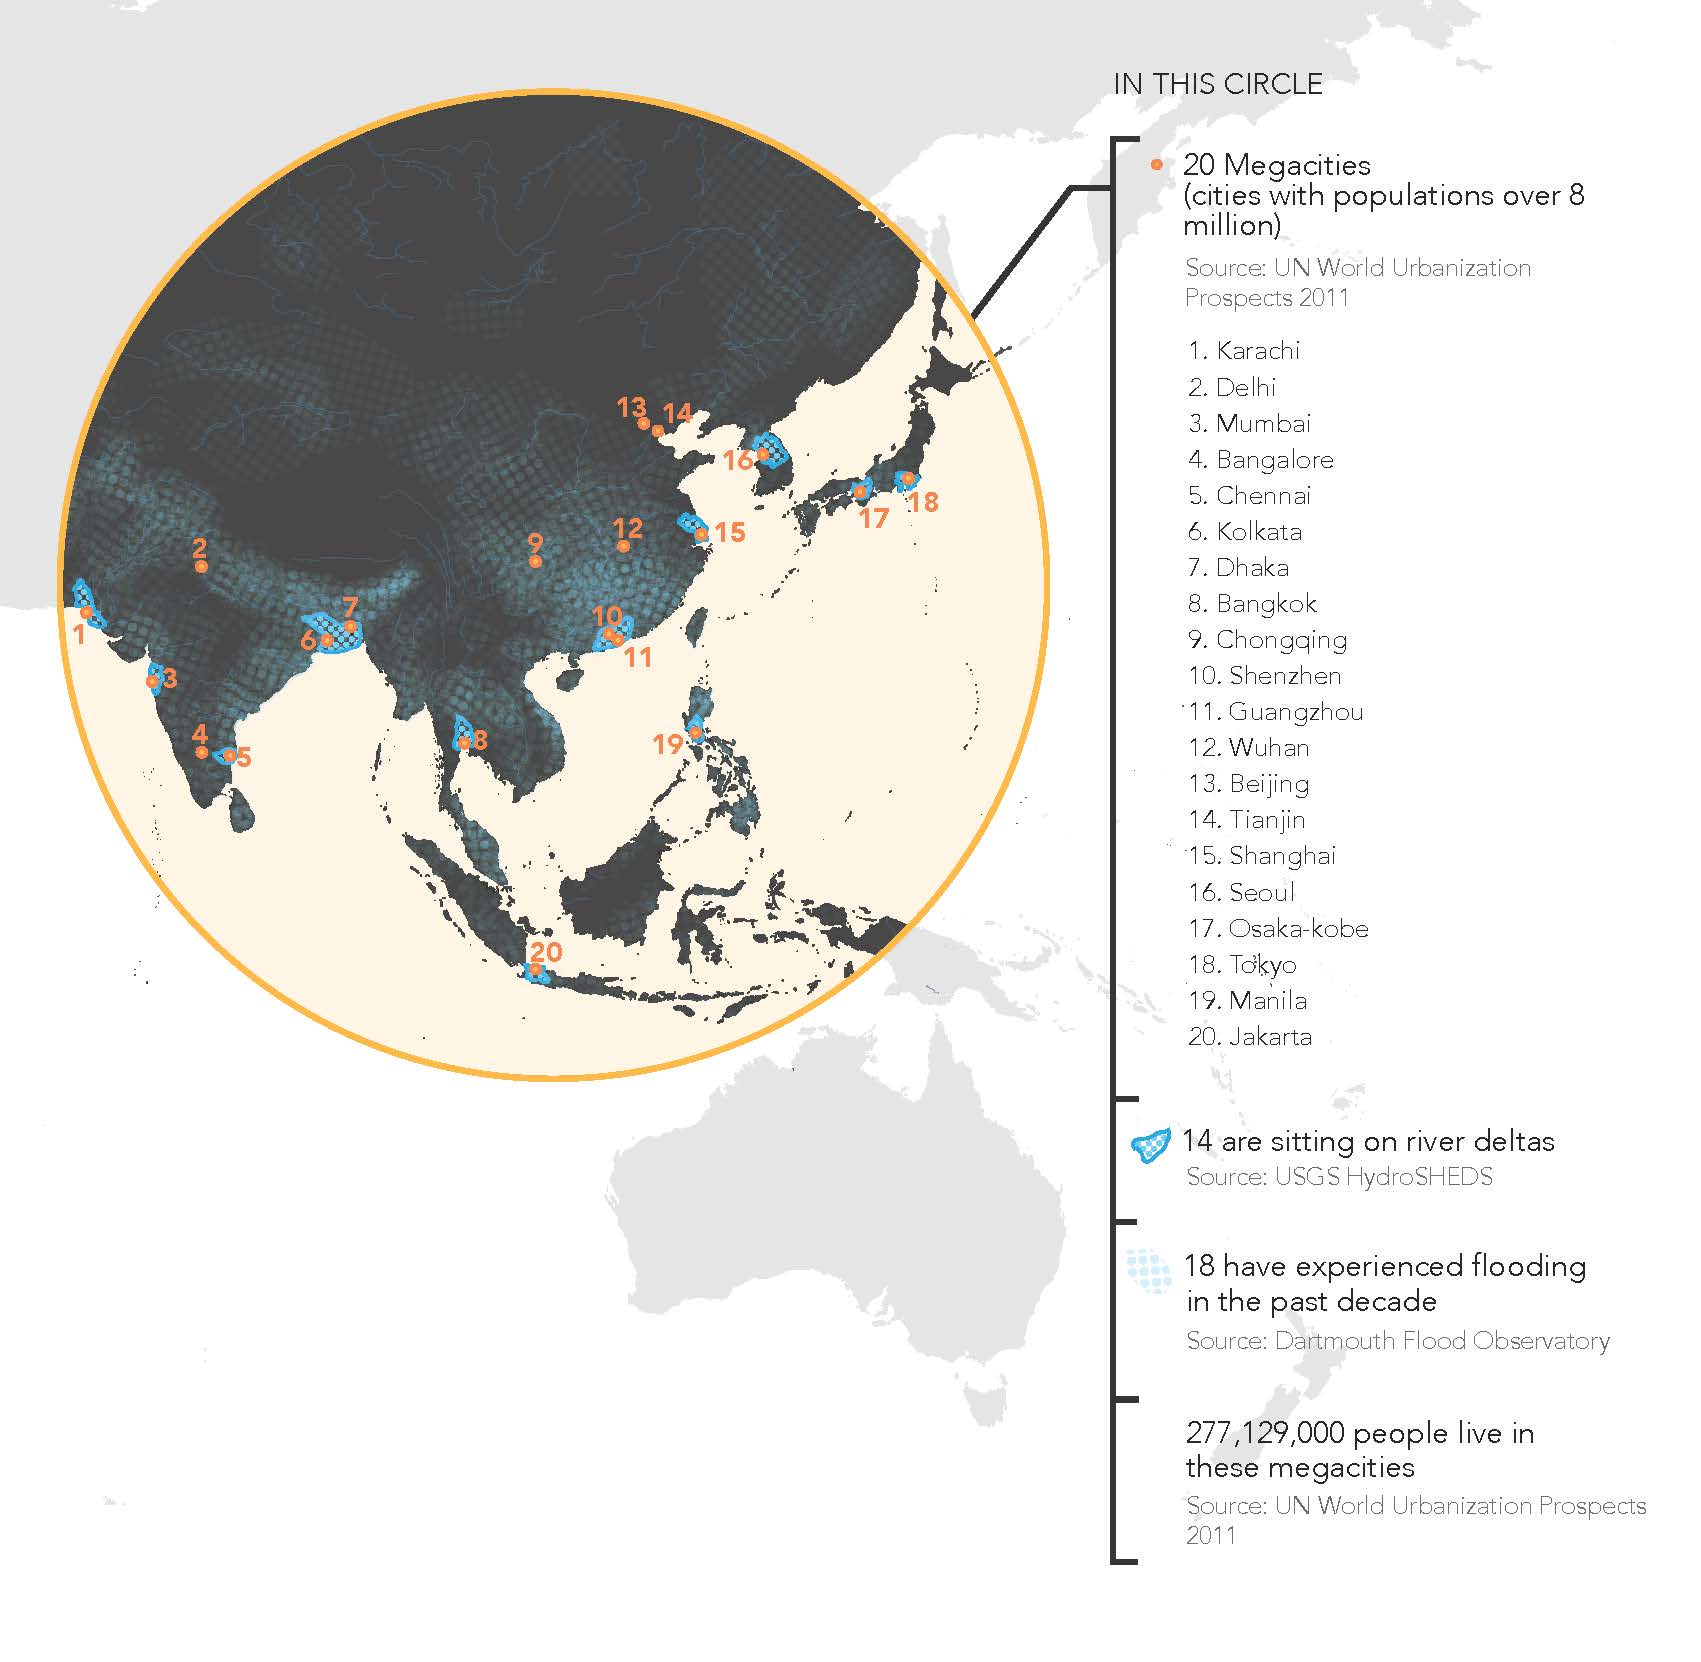 IN THIS CIRCLE
20 Megacities
(cities with populations over 8
million)
Source: UN World Urbanization
Prospects 2011
1. Karachi
2. Delhi
3. Mumbai
4. Bangalore
5. Chennai
6. Kolkata
7. Dhaka
8. Bangkok
9. Chongqing
10. Shenzhen
11. Guangzhou
12. Wuhan
13. Beijing
14. Tianjin
15. Shanghai
16. Seoul
17. Osaka-kobe
18. Tokyo
19. Manila
20. Jakarta
14 are sitting on river deltas
Source: USGS HydroSHEDS
18 have experienced flooding
in the past decade
Source: Dartmouth Flood Observatory
277,129,000 people live in
these megacities
Source: UN World Urbanization Prospects
2011
13
14
16
18
17
15
12
9
2
7
10
6
1
11
3
4
8
19
5
20